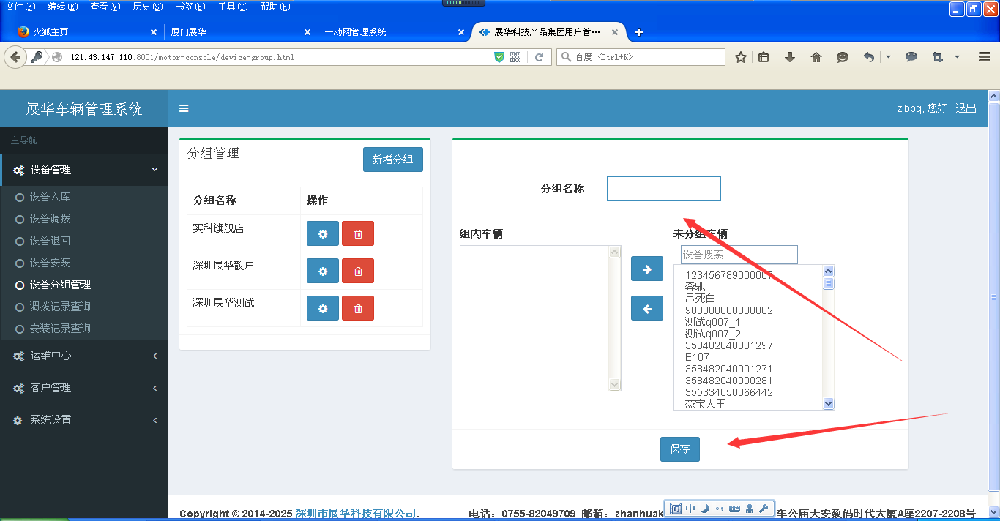 文件(F) 编辑(E) 查看(V) 历史(S) 书签(B) 工具(T) 帮助(H)
火狐主页 厦门展华 一动网管理系统 展华科技产品集团用户管···
121.43.147.110:8001/motor-console/device-group.html 百度 <Ctrl+K>
展华车辆管理系统 zlbbq, 您好 | 退出
主导航
设备管理
设备入库
设备调拨
设备退回
设备安装
设备分组管理
调拨记录查询
安装记录查询
运维中心
客户管理
系统设置
分组管理 新增分组
分组名称 操作
实科旗舰店
深圳展华散户
深圳展华测试
分组名称
组内车辆 未分组车辆
设备搜索
123456789000007
奔驰
吊死白
900000000000002
测试q007_1
测试q007_2
358482040001297
E107
358482040001271
358482040000281
355334050066442
杰宝大王
保存
Copyright © 2014-2025 深圳市展华科技有限公司. 电话：0755-82049709 邮箱：zhanhuak 中 车公庙天安数码时代大厦A座2207-2208号